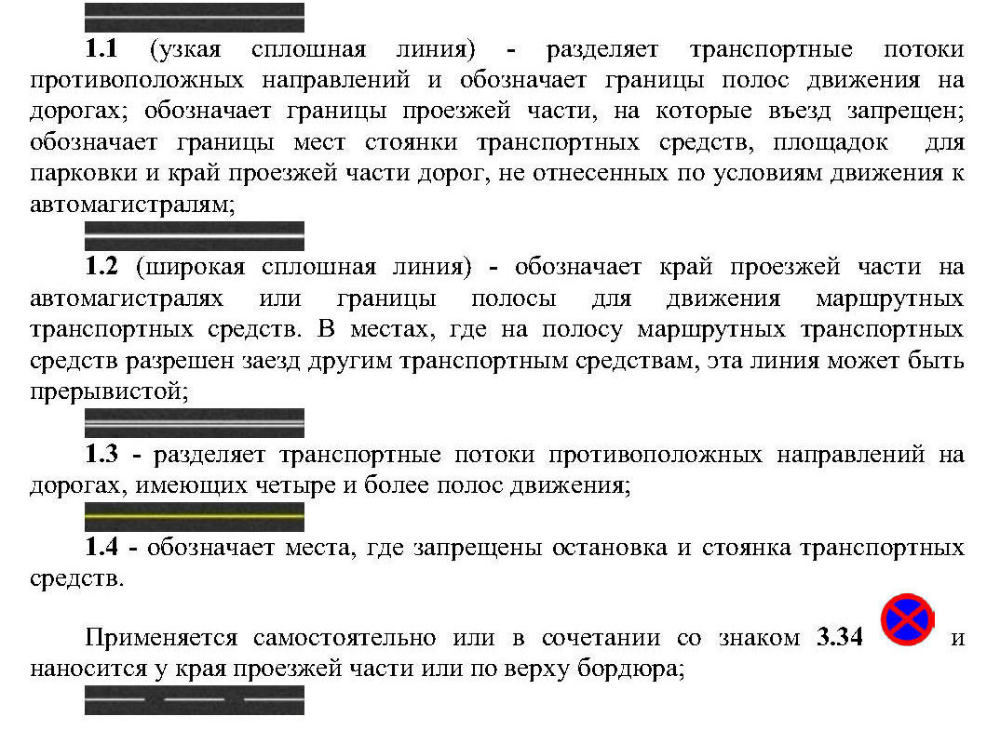 1.1 (узкая сплошная линия) - разделяет транспортные потоки
противоположных направлений и обозначает границы полос движения на
дорогах; обозначает границы проезжей части, на которые въезд запрещен;
обозначает границы мест стоянки транспортных средств, площадок для
парковки и край проезжей части дорог, не отнесенных по условиям движения к
автомагистралям;
1.2 (широкая сплошная линия) - обозначает край проезжей части на
автомагистралях или границы полосы для движения маршрутных
транспортных средств. В местах, где на полосу маршрутных транспортных
средств разрешен заезд другим транспортным средствам, эта линия может быть
прерывистой;
1.3 - разделяет транспортные потоки противоположных направлений на
дорогах, имеющих четыре и более полос движения;
1.4 - обозначает места, где запрещены остановка и стоянка транспортных
средств.
Применяется самостоятельно или в сочетании со знаком 3.34 и
наносится у края проезжей части или по верху бордюра;